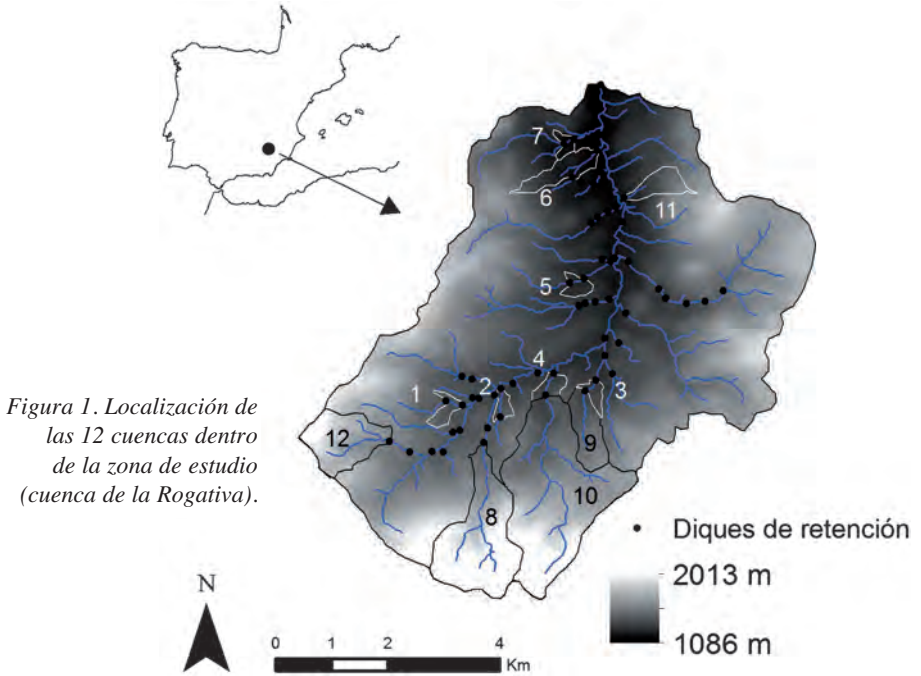 7
6
11
5
4
1
2
3
12
9
10
8
Figura 1. Localización de
las 12 cuencas dentro
de la zona de estudio
(cuenca de la Rogativa).
Diques de retención
2013 m
1086 m
N
0 2 4
Km